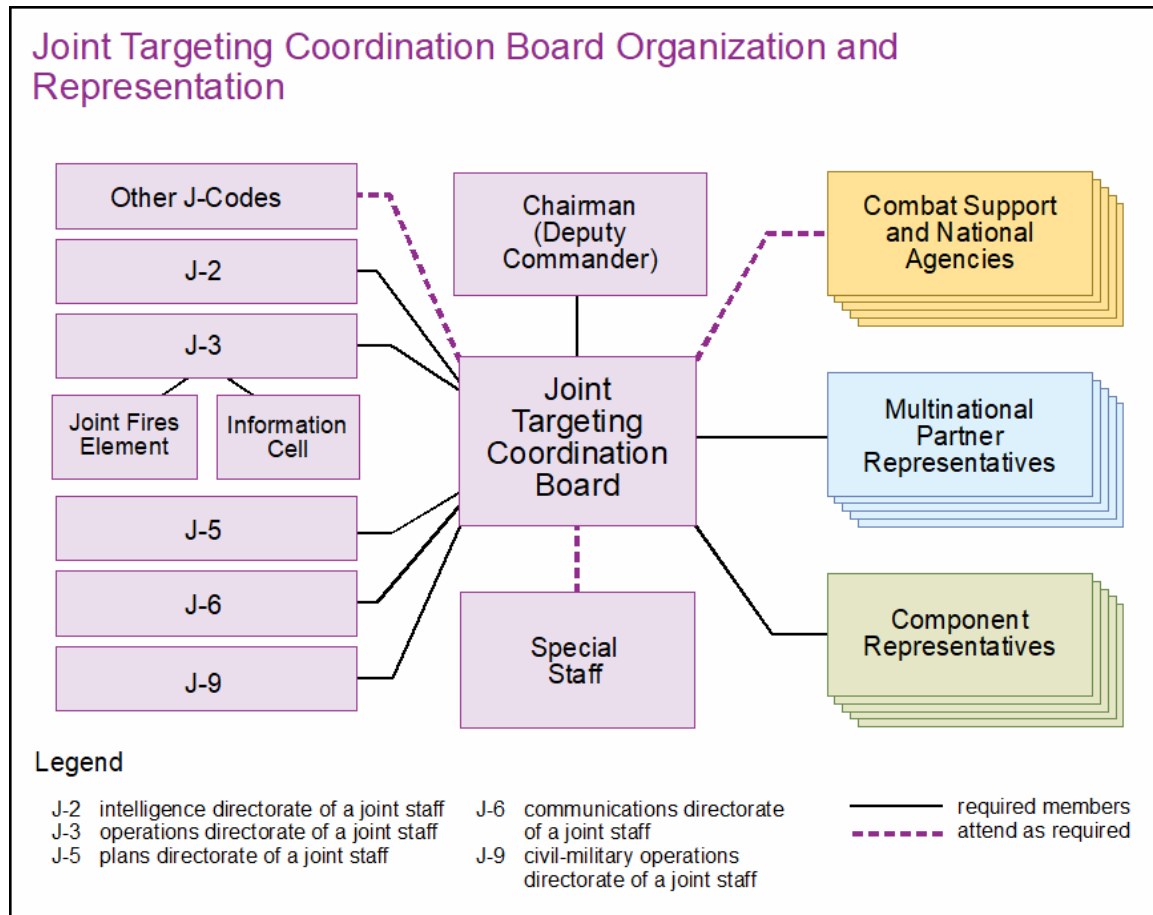 Joint Targeting Coordination Board Organization and
Representation
Other J-Codes
J-2
J-3
Joint Fires
Element
Information
Cell
J-5
J-6
J-9
Chairman
(Deputy
Commander)
Joint
Targeting
Coordination
Board
Special
Staff
Combat Support
and National
Agencies
Multinational
Partner
Representatives
Component
Representatives
Legend
J-2 intelligence directorate of a joint staff
J-3 operations directorate of a joint staff
J-5 plans directorate of a joint staff
J-6 communications directorate
of a joint staff
J-9 civil-military operations
directorate of a joint staff
required members
attend as required